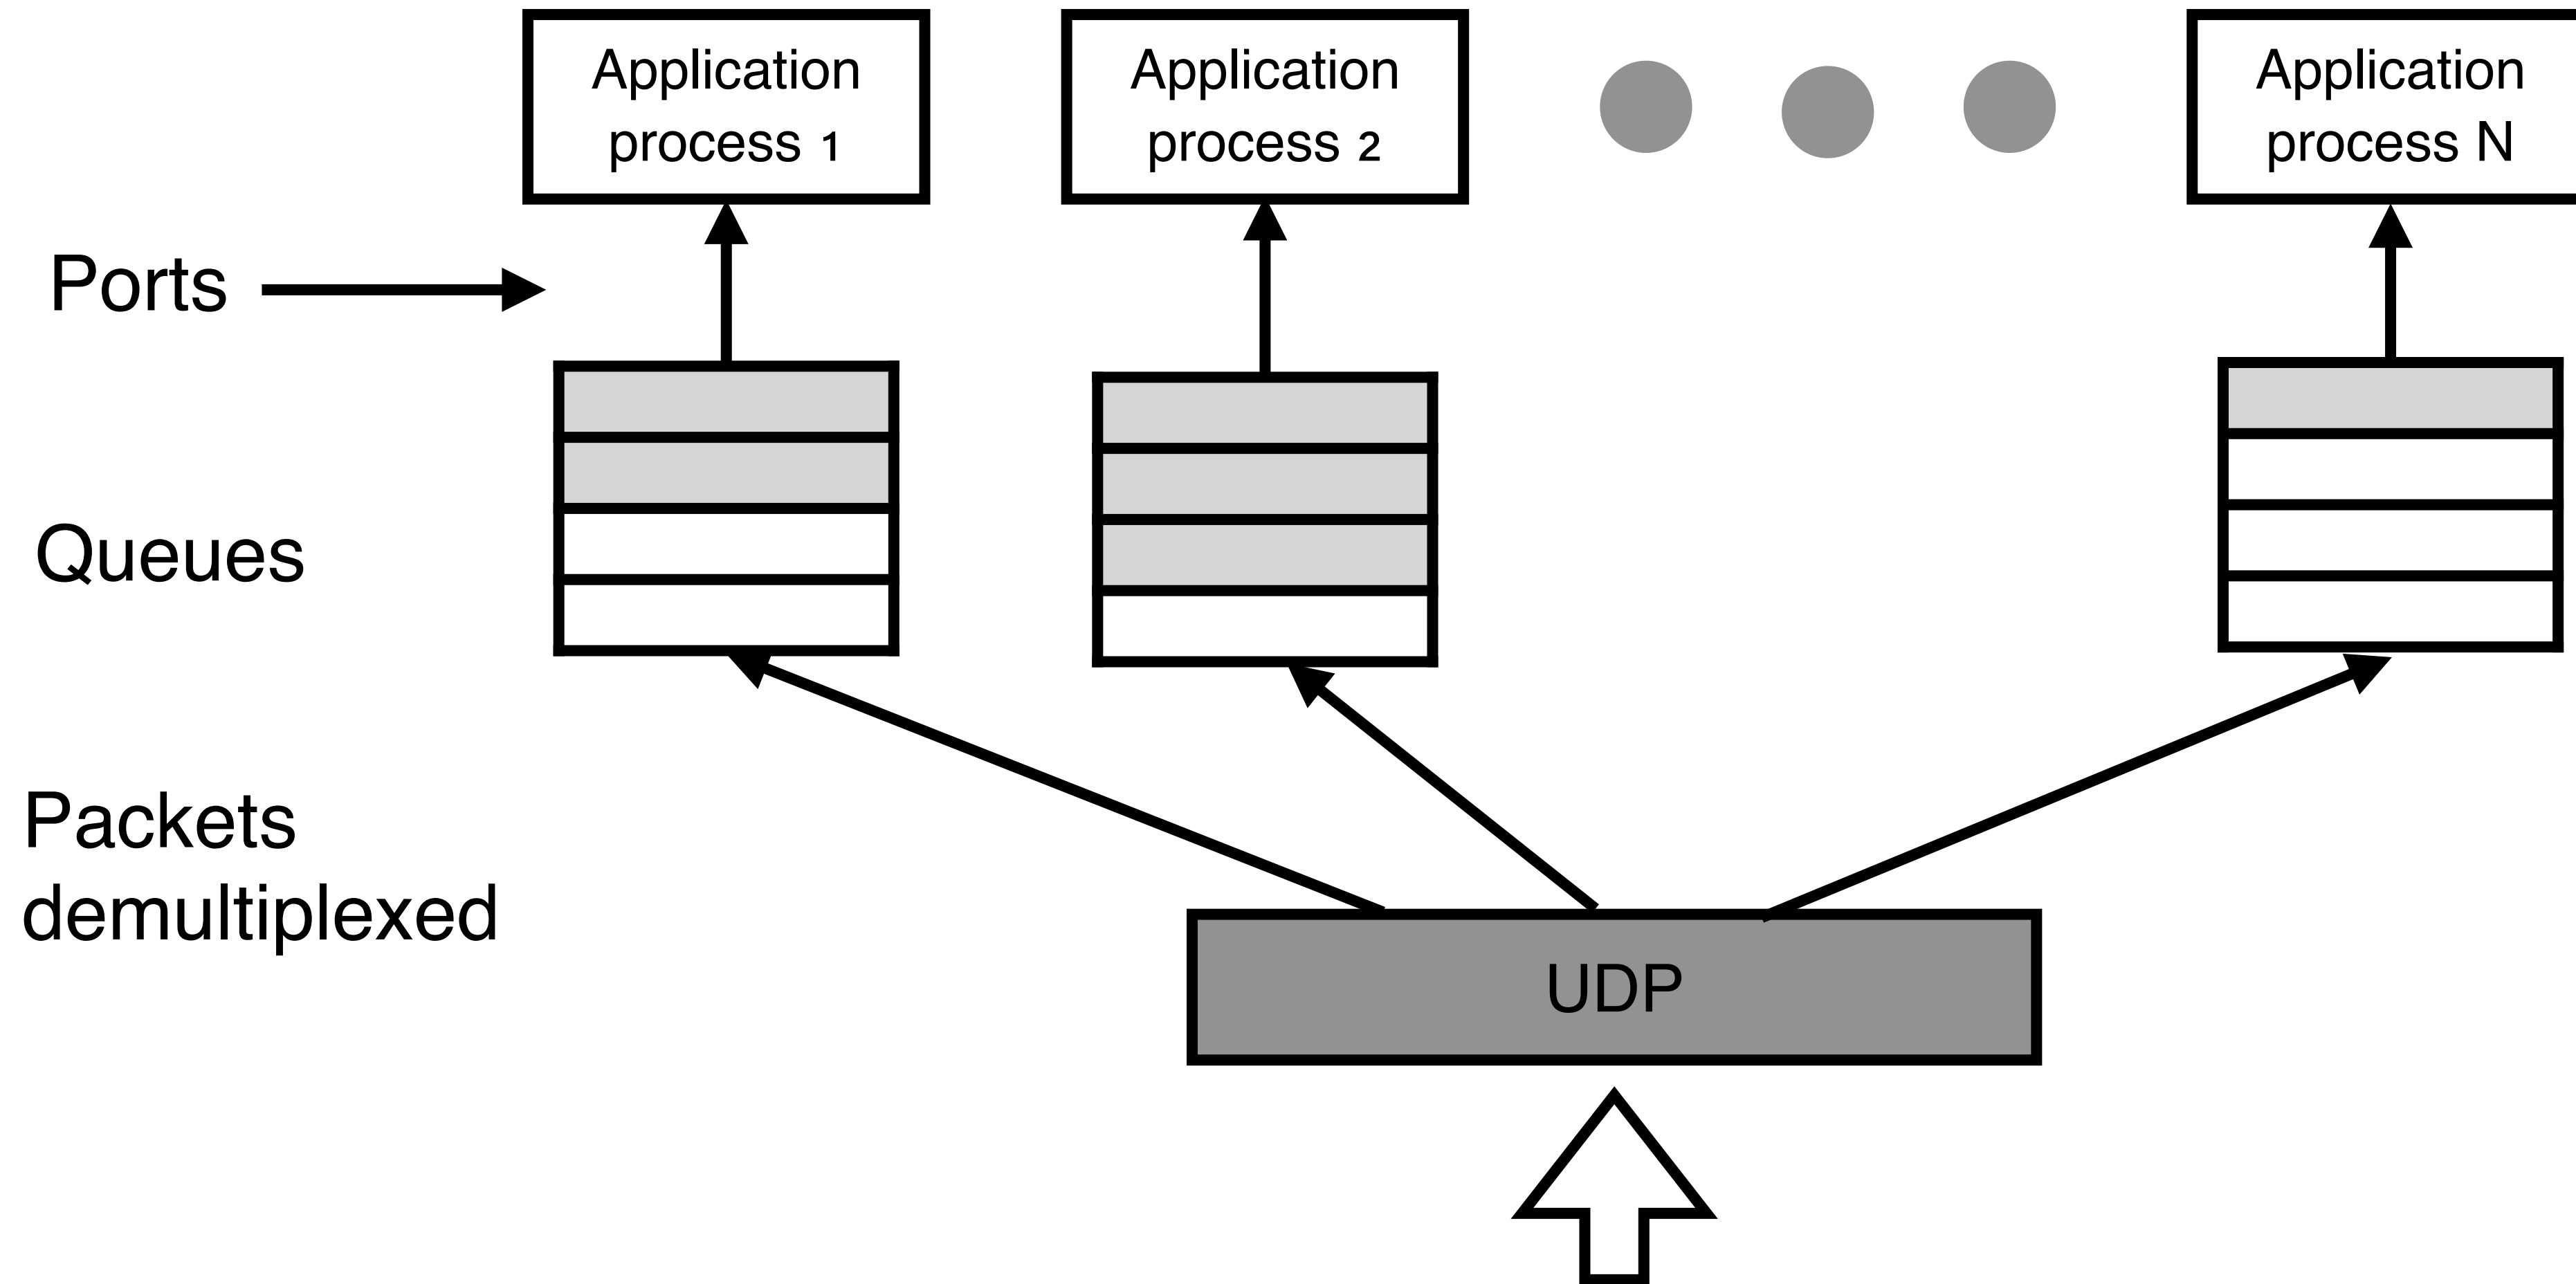 Application
process 1
Application
process 2
Application
process N
Ports
Queues
Packets
demultiplexed
UDP